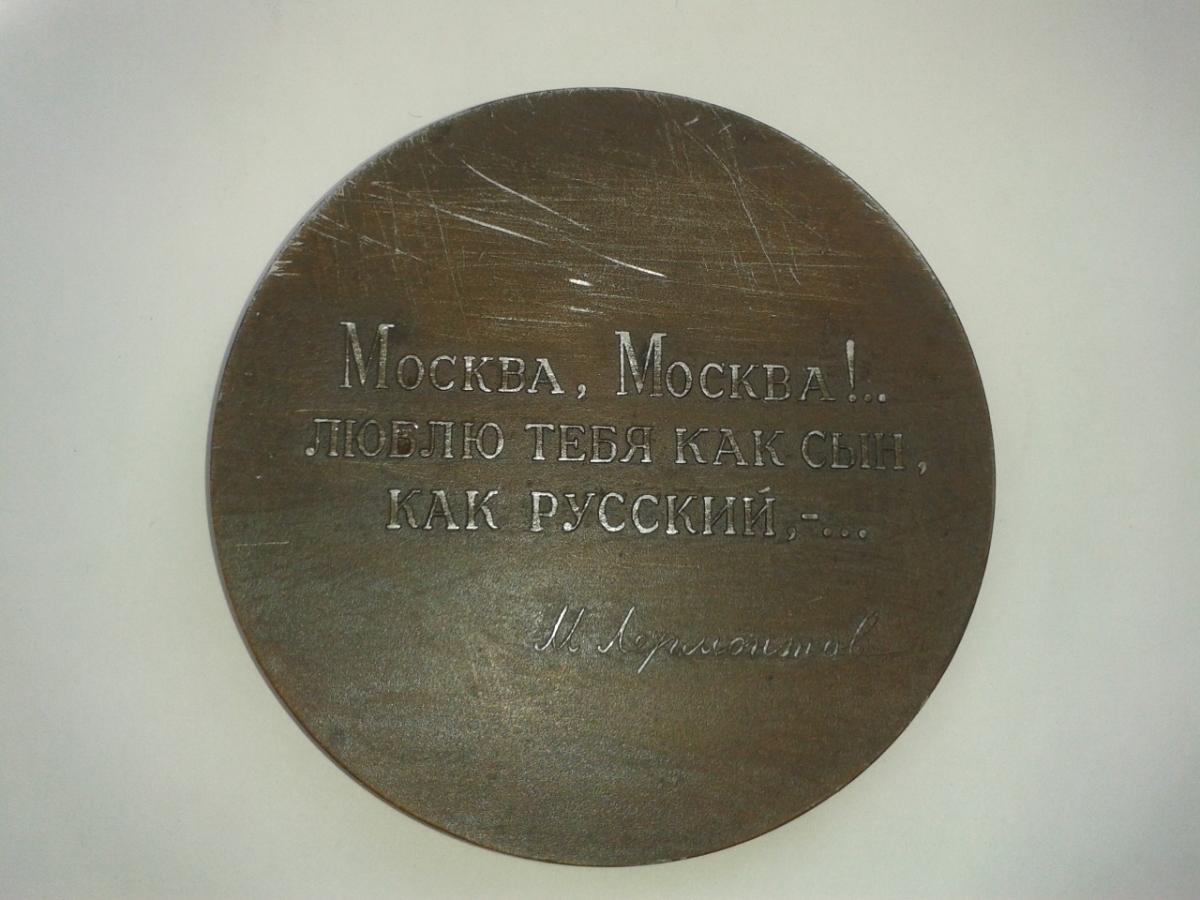 Москва, Москва!..
ЛЮБЛЮ ТЕБЯ КАК СЫН,
КАК РУССКИЙ,-...
М Лермонтов